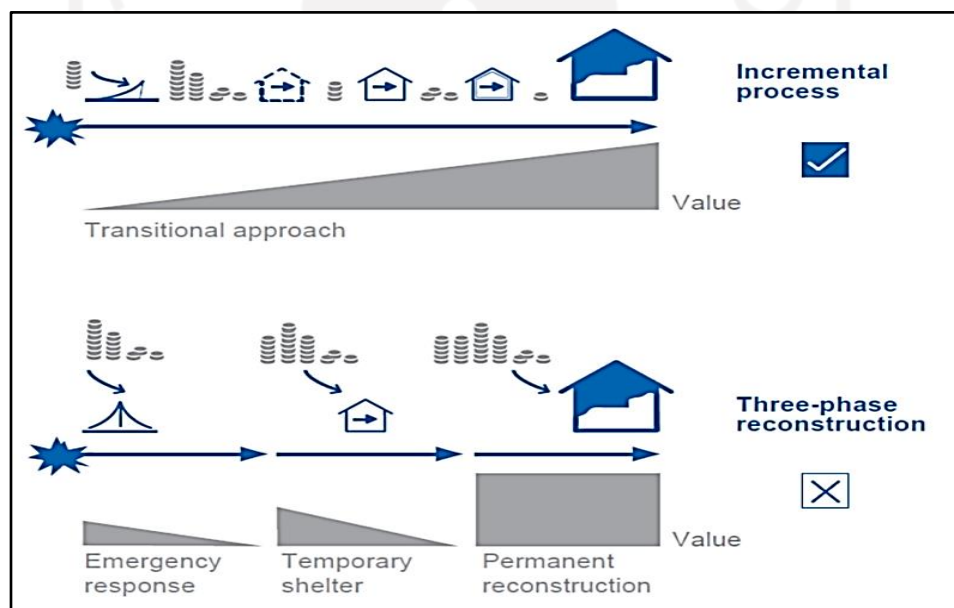 Incremental
process
Value
Transitional approach
Three-phase
reconstruction
Value
Emergency
response
Temporary
shelter
Permanent
reconstruction